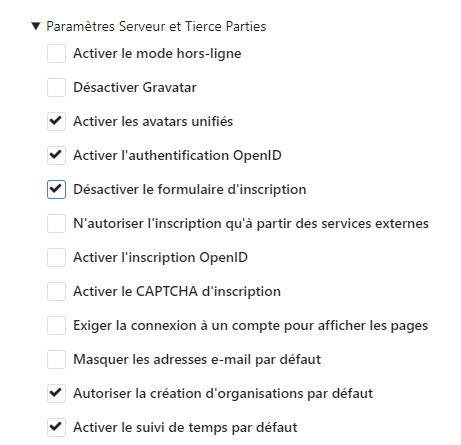 Paramètres Serveur et Tierce Parties
Activer le mode hors-ligne
Désactiver Gravatar
Activer les avatars unifiés
Activer l'authentification OpenID
Désactiver le formulaire d'inscription
N'autoriser l'inscription qu'à partir des services externes
Activer l'inscription OpenID
Activer le CAPTCHA d'inscription
Exiger la connexion à un compte pour afficher les pages
Masquer les adresses e-mail par défaut
Autoriser la création d'organisations par défaut
Activer le suivi de temps par défaut